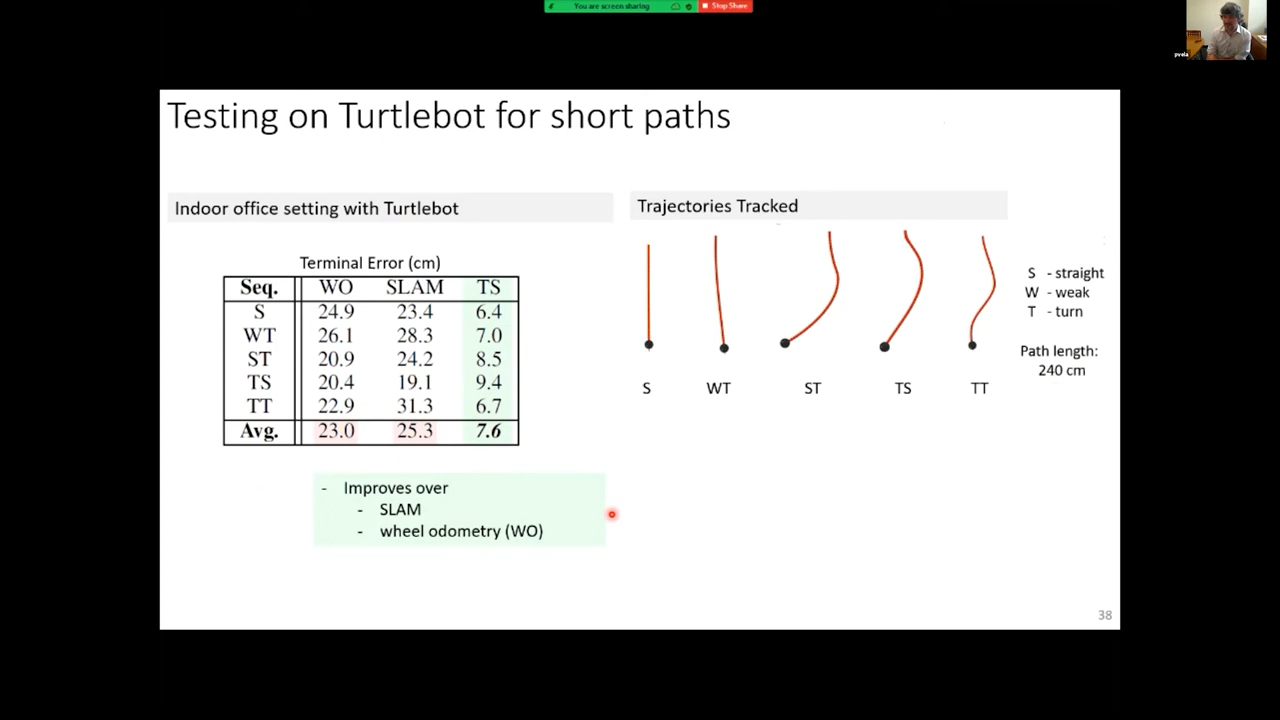 You are screen sharing
Stop Share
pvela
Testing on Turtlebot for short paths
Indoor office setting with Turtlebot
Terminal Error (cm)
Seq. WO SLAM TS
S 24.9 23.4 6.4
WT 26.1 28.3 7.0
ST 20.9 24.2 8.5
TS 20.4 19.1 9.4
TT 22.9 31.3 6.7
Avg. 23.0 25.3 7.6
- Improves over
- SLAM
- wheel odometry (WO)
Trajectories Tracked
S WT ST TS TT
S - straight
W - weak
T - turn
Path length:
240 cm
38